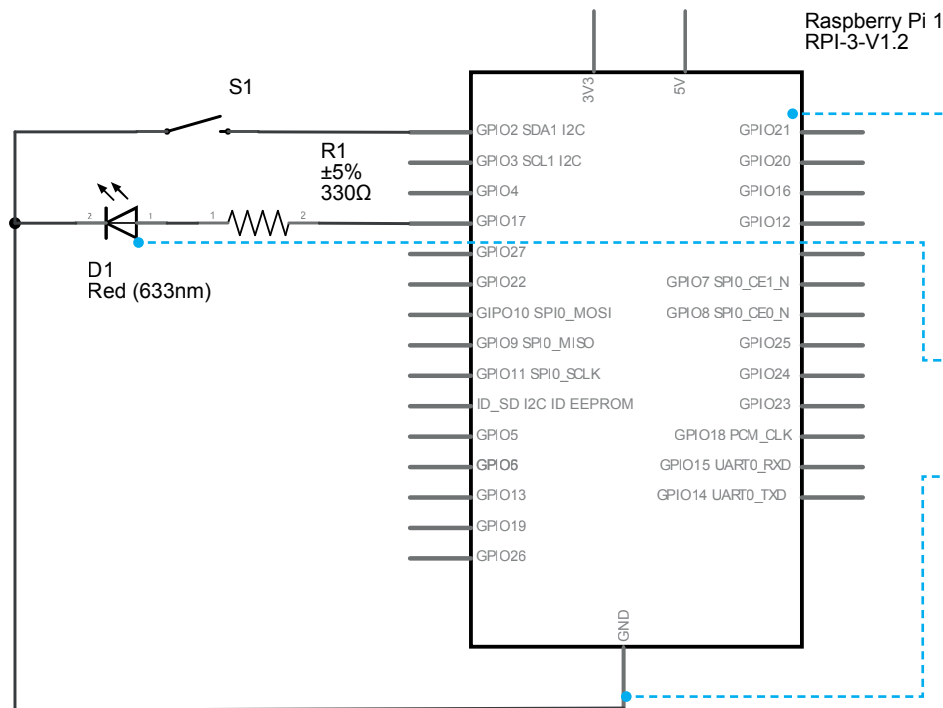 Raspberry Pi 1
RPI-3-V1.2
3V3
5V
S1
GPIO2 SDA1 I2C
GPIO21
R1
±5%
330Ω
GPIO3 SCL1 I2C
GPIO20
GPIO4
GPIO16
2
1
1
2
GPIO17
GPIO12
D1
Red (633nm)
GPIO27
GPIO22
GPIO7 SPI0_CE1_N
GIPO10 SPI0_MOSI
GPIO8 SPI0_CE0_N
GPIO9 SPI0_MISO
GPIO25
GPIO11 SPI0_SCLK
GPIO24
ID_SD I2C ID EEPROM
GPIO23
GPIO5
GPIO18 PCM_CLK
GPIO6
GPIO15 UART0_RXD
GPIO13
GPIO14 UART0_TXD
GPIO19
GPIO26
GND